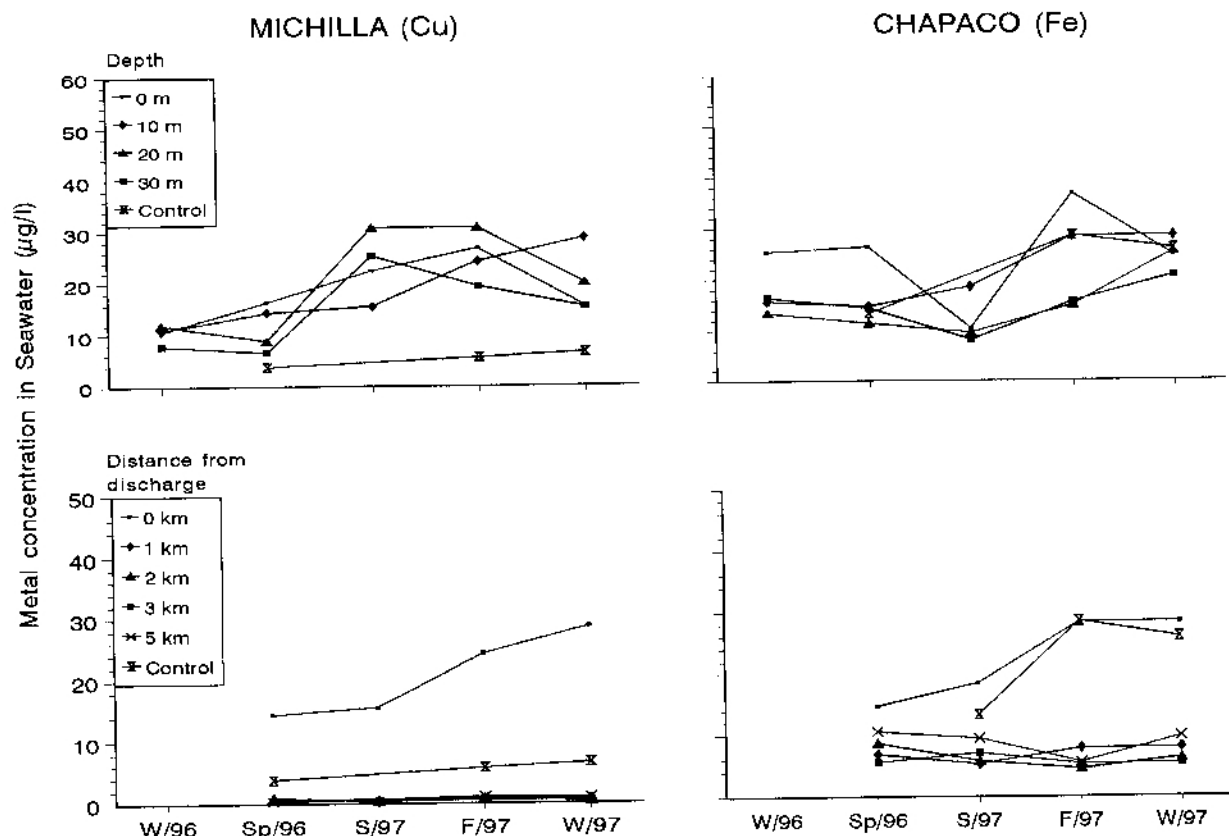 MICHILLA (Cu)
CHAPACO (Fe)
Metal concentration in Seawater (µg/l)
Depth
0 m
10 m
20 m
30 m
Control
60
50
40
30
20
10
0
Distance from
discharge
0 km
1 km
2 km
3 km
5 km
Control
50
40
30
20
10
0
W/96 Sp/96 S/97 F/97 W/97
W/96 Sp/96 S/97 F/97 W/97